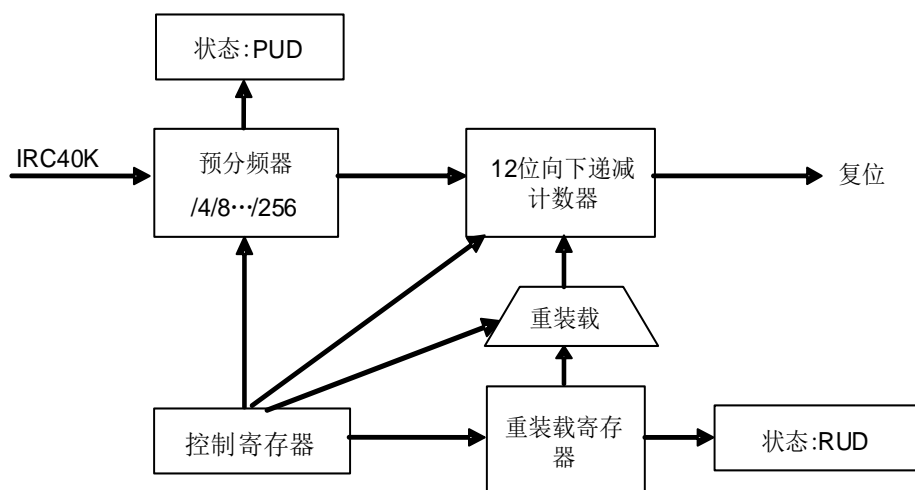 状态:PUD
IRC40K
预分频器
/4/8…/256
12位向下递减
计数器
复位
重装载
控制寄存器
重装载寄存
器
状态:RUD